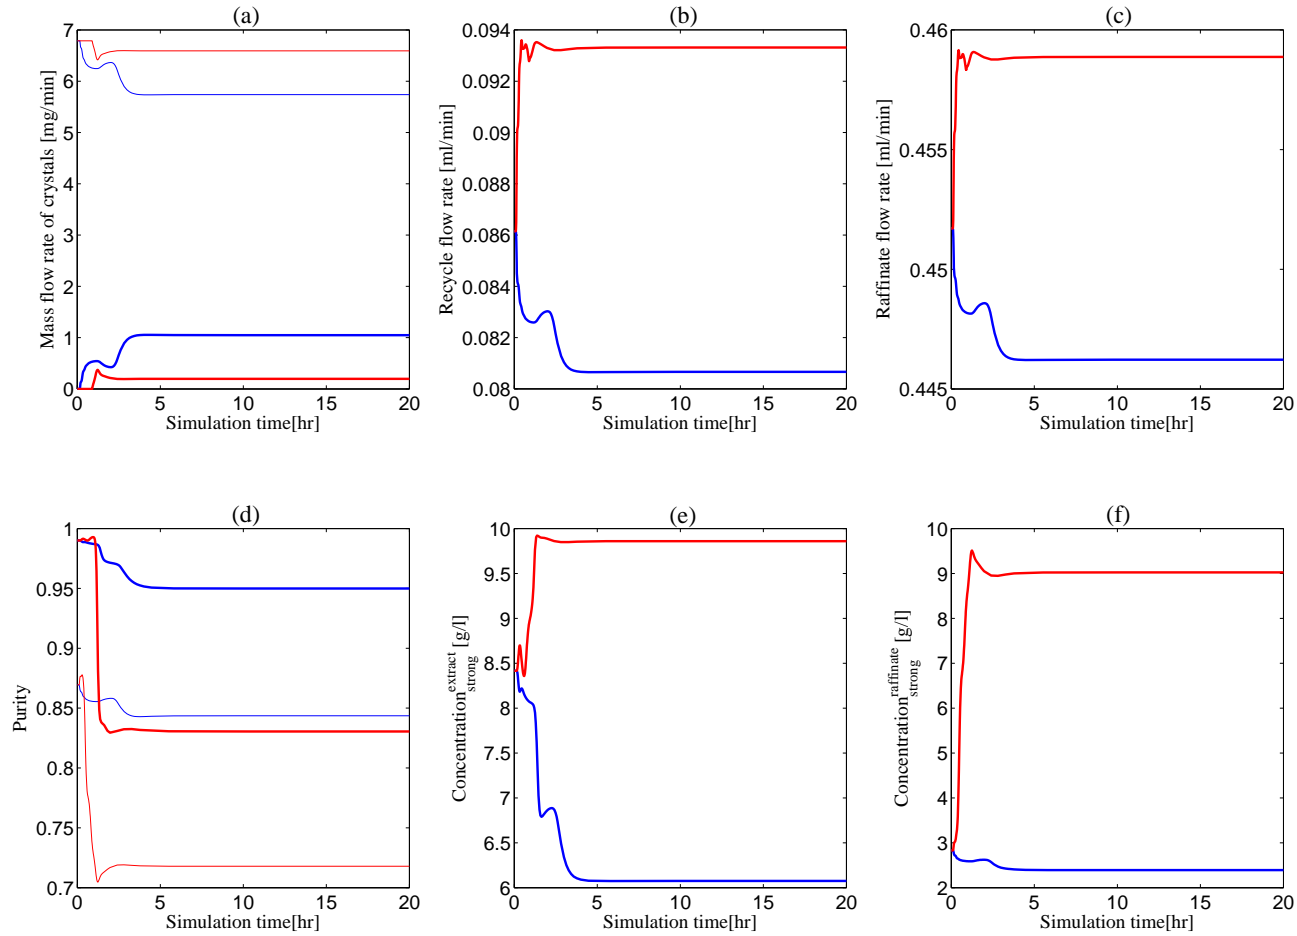 (a)
7
6
5
4
3
2
1
0
Mass flow rate of crystals [mg/min]
0 5 10 15 20
Simulation time[hr]
(b)
0.094
0.092
0.09
0.088
0.086
0.084
0.082
0.08
Recycle flow rate [ml/min]
0 5 10 15 20
Simulation time[hr]
(c)
0.46
0.455
0.45
0.445
Raffinate flow rate [ml/min]
0 5 10 15 20
Simulation time[hr]
(d)
1
0.95
0.9
0.85
0.8
0.75
0.7
Purity
0 5 10 15 20
Simulation time[hr]
(e)
10
9.5
9
8.5
8
7.5
7
6.5
6
Concentration extract strong [g/l]
0 5 10 15 20
Simulation time[hr]
(f)
10
9
8
7
6
5
4
3
2
Concentration raffinate strong [g/l]
0 5 10 15 20
Simulation time[hr]